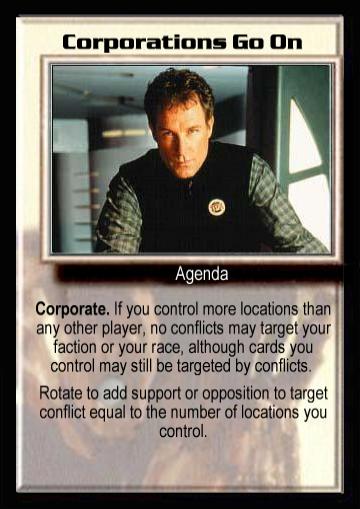 Corporations Go On
Agenda
Corporate. If you control more locations than
any other player, no conflicts may target your
faction or your race, although cards you
control may still be targeted by conflicts.
Rotate to add support or opposition to target
conflict equal to the number of locations you
control.